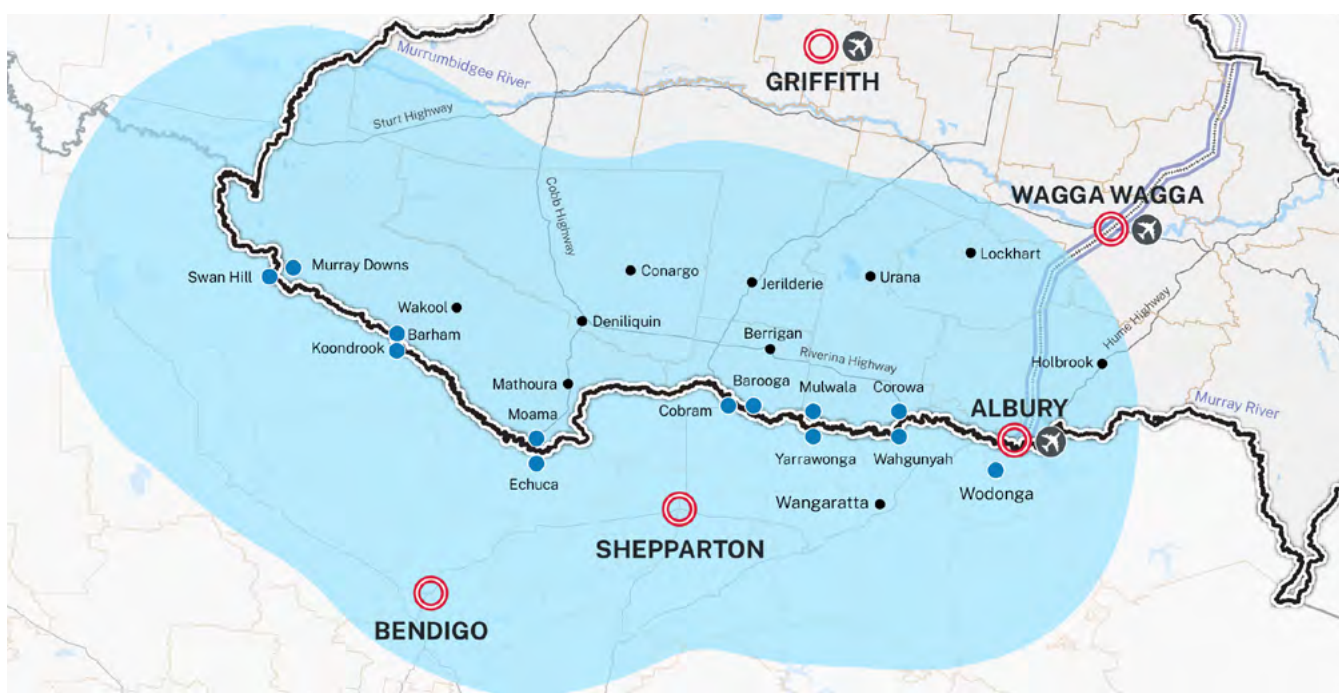 Murrumbidgee River
GRIFFITH
Sturt Highway
Cobb Highway
WAGGA WAGGA
Lockhart
Swan Hill
Murray Downs
Conargo
Jerilderie
Urana
Wakool
Barham
Koondrook
Deniliquin
Berrigan
Riverina Highway
Hume Highway
Holbrook
Mathoura
Moama
Cobram
Barooga
Mulwala
Corowa
ALBURY
Murray River
Echuca
Yarrawonga
Wahgunyah
Wodonga
Wangaratta
SHEPPARTON
BENDIGO